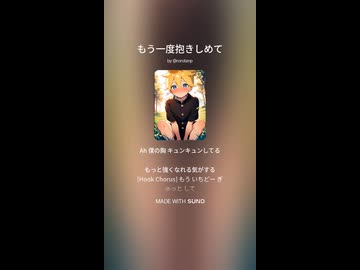 もう一度抱きしめて
by @rorotanp
Ah 僕の胸 キュンキュンしてる
もっと強くなれる気がする
[Hook Chorus] もう いちどー ぎ
ゅっと して
MADE WITH SUNO